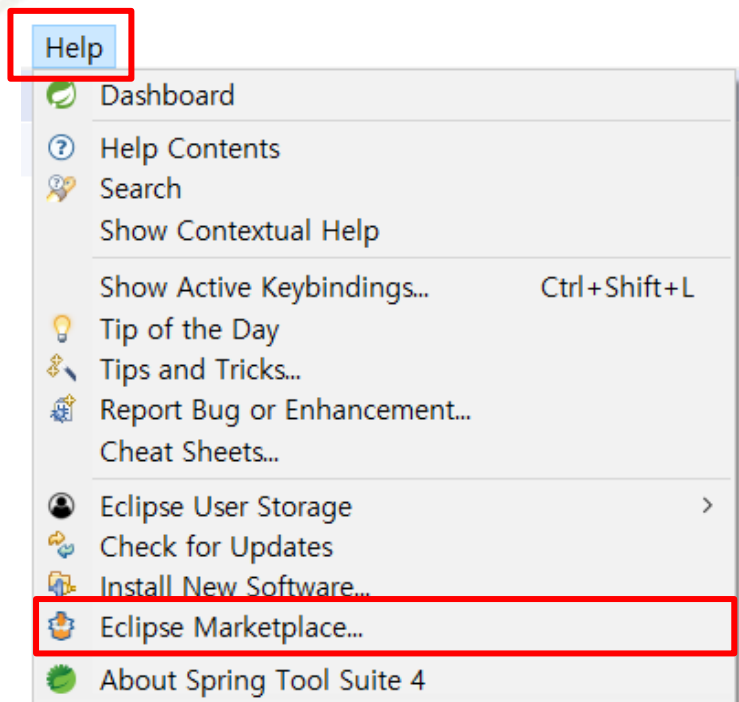 Help
Dashboard
Help Contents
Search
Show Contextual Help
Show Active Keybindings... Ctrl+Shift+L
Tip of the Day
Tips and Tricks...
Report Bug or Enhancement...
Cheat Sheets...
Eclipse User Storage
Check for Updates
Install New Software...
Eclipse Marketplace...
About Spring Tool Suite 4